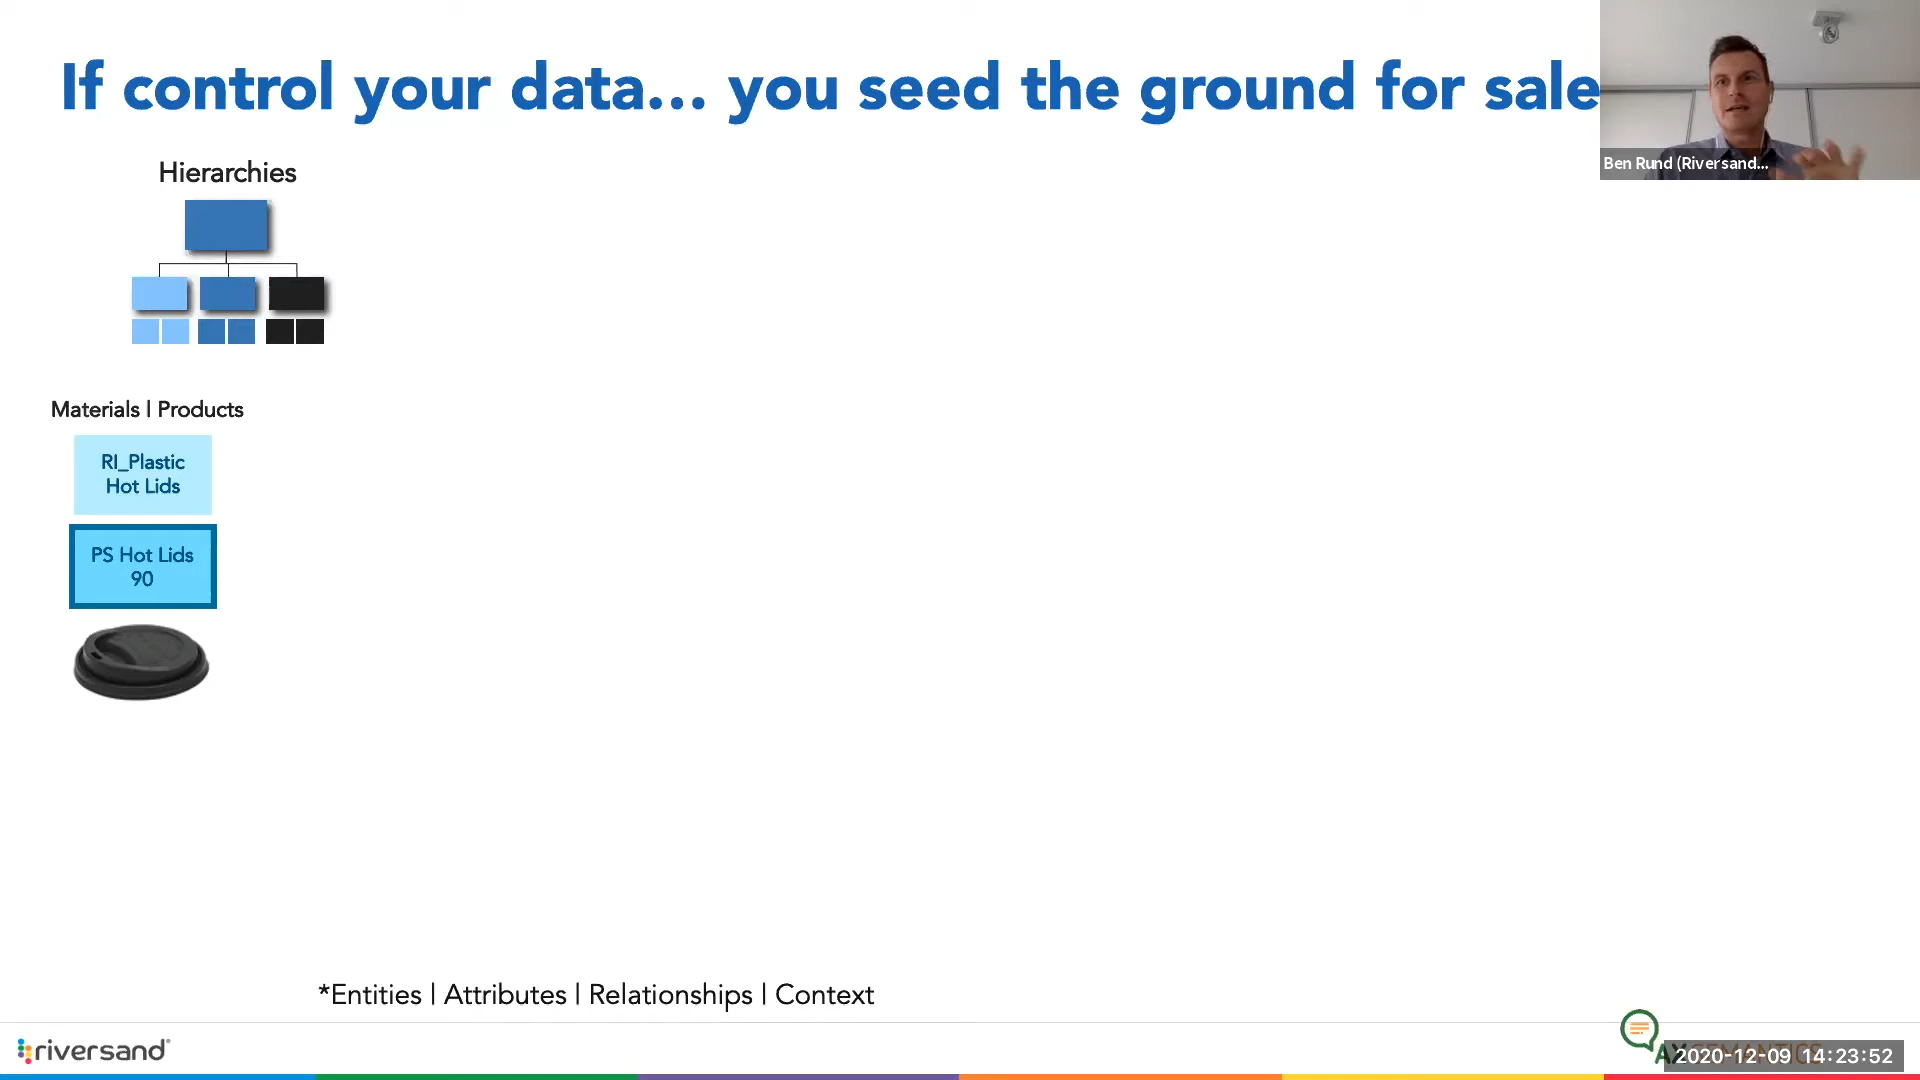 If control your data... you seed the ground for sale
Ben Rund (Riversand...
Hierarchies
Materials | Products
RI_Plastic
Hot Lids
PS Hot Lids
90
*Entities | Attributes | Relationships | Context
riversand
2020-12-09 14:23:52